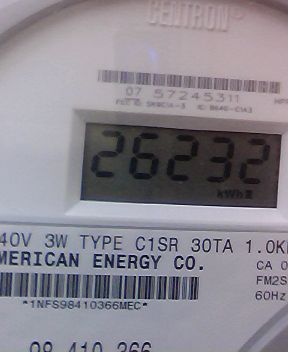 CENTRON
07 57245311
26232
kWh
40V 3W TYPE C1SR 30TA 1.0K
MERICAN ENERGY CO.
CA 0
FM2S
60Hz
*1NFS98410366MEC*
98 410 366